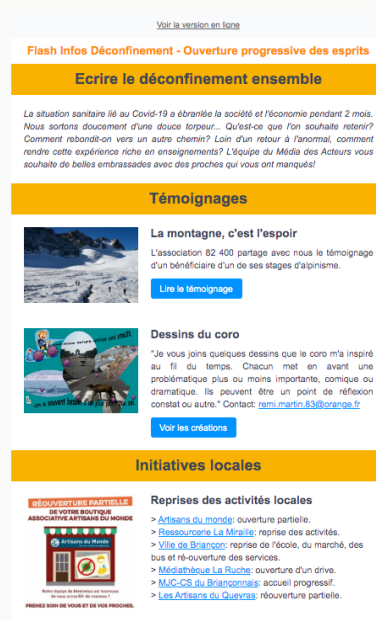 Voir la version en ligne
Flash Infos Déconfinement - Ouverture progressive des esprits
Ecrire le déconfinement ensemble
La situation sanitaire lié au Covid-19 a ébranlée la société et l'économie pendant 2 mois.
Nous sortons doucement d'une douce torpeur... Qu'est-ce que l'on souhaite retenir?
Comment rebondit-on vers un autre chemin? Loin d'un retour à l'anormal, comment
rendre cette expérience riche en enseignements? L'équipe du Média des Acteurs vous
souhaite de belles embrassades avec des proches qui vous ont manqués!
Témoignages
La montagne, c'est l'espoir
L'association 82 400 partage avec nous le témoignage
d'un bénéficiaire d'un de ses stages d'alpinisme.
Lire le témoignage
Dessins du coro
"Je vous joins quelques dessins que le coro m'a inspiré
au fil du temps. Chacun met en avant une
problématique plus ou moins importante, comique ou
dramatique. Ils peuvent être un point de réflexion
constat ou autre." Contact: remi.martin.83@orange.fr
Voir les créations
Initiatives locales
RÉOUVERTURE PARTIELLE
DE VOTRE BOUTIQUE
ASSOCIATIVE ARTISANS DU MONDE
Artisans du Monde
PRENEZ SOIN DE VOUS ET DE VOS PROCHES.
Reprises des activités locales
> Artisans du monde: ouverture partielle.
> Ressourcerie La Miraille: reprise des activités.
> Ville de Briançon: reprise de l'école, du marché, des
bus et ré-ouverture des services.
> Médiathèque La Ruche: ouverture d'un drive.
> MJC-CS du Briançonnais: accueil progressif.
> Les Artisans du Queyras: réouverture partielle.